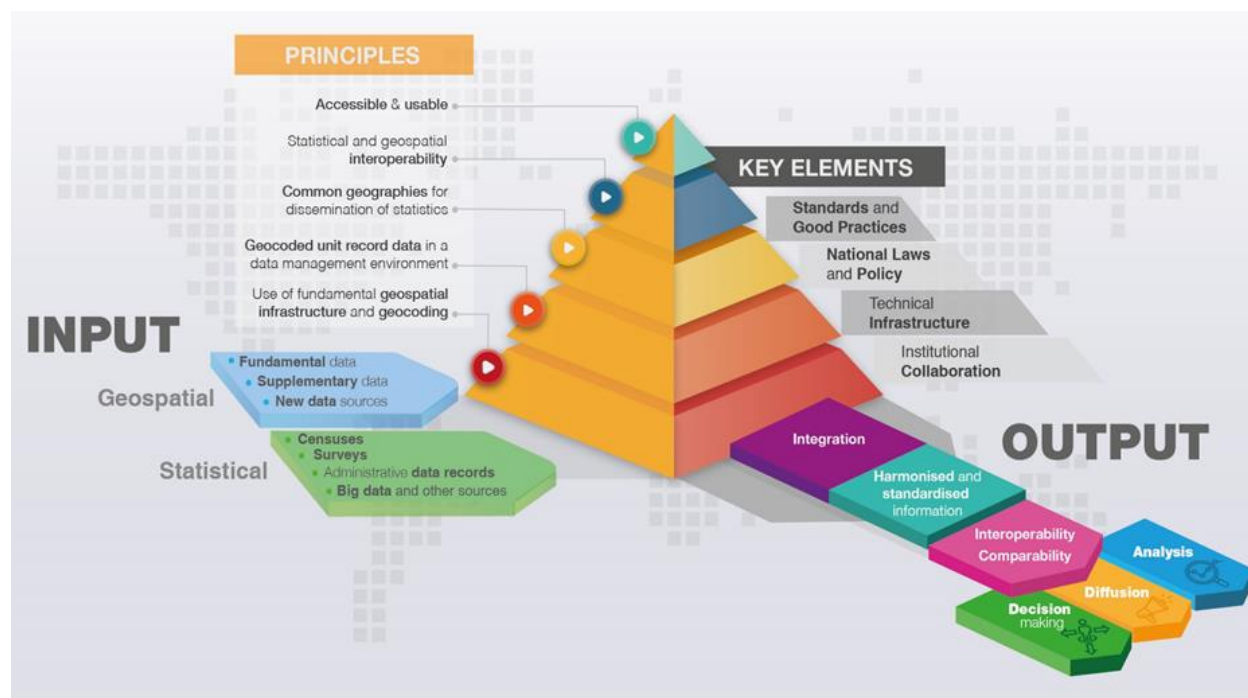 PRINCIPLES
Accessible & usable
Statistical and geospatial
interoperability
Common geographies for
dissemination of statistics
Geocoded unit record data in a
data management environment
Use of fundamental geospatial
infrastructure and geocoding
KEY ELEMENTS
Standards and
Good Practices
National Laws
and Policy
Technical
Infrastructure
Institutional
Collaboration
INPUT
Geospatial
Fundamental data
Supplementary data
New data sources
Statistical
Censuses
Surveys
Administrative data records
Big data and other sources
OUTPUT
Integration
Harmonised and
standardised
information
Interoperability
Comparability
Analysis
Diffusion
Decision
making